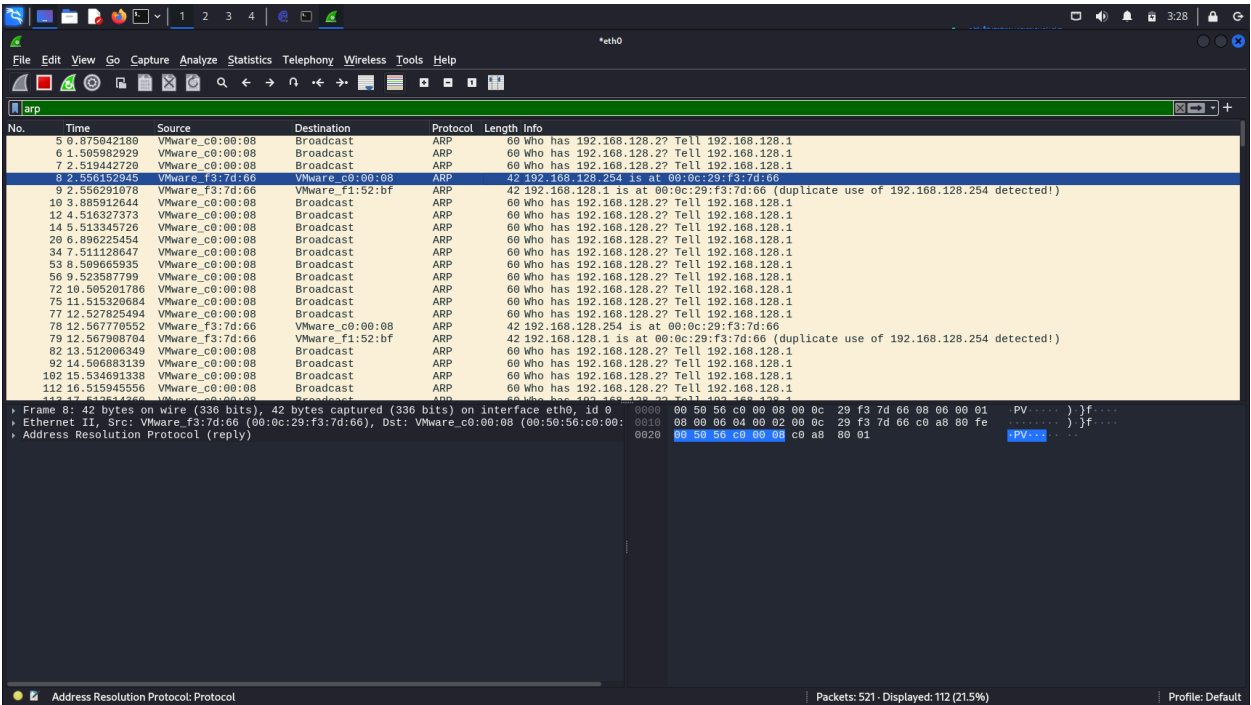 1 2 3 4 3:28
*eth0
File Edit View Go Capture Analyze Statistics Telephony Wireless Tools Help
arp
No. Time Source Destination Protocol Length Info
5 0.875042180 VMware_c0:00:08 Broadcast ARP 60 Who has 192.168.128.2? Tell 192.168.128.1
6 1.505982929 VMware_c0:00:08 Broadcast ARP 60 Who has 192.168.128.2? Tell 192.168.128.1
7 2.519442720 VMware_c0:00:08 Broadcast ARP 60 Who has 192.168.128.2? Tell 192.168.128.1
8 2.556152945 VMware_f3:7d:66 VMware_c0:00:08 ARP 42 192.168.128.254 is at 00:0c:29:f3:7d:66
9 2.556291078 VMware_f3:7d:66 VMware_f1:52:bf ARP 42 192.168.128.1 is at 00:0c:29:f3:7d:66 (duplicate use of 192.168.128.254 detected!)
10 3.885912644 VMware_c0:00:08 Broadcast ARP 60 Who has 192.168.128.2? Tell 192.168.128.1
12 4.516327373 VMware_c0:00:08 Broadcast ARP 60 Who has 192.168.128.2? Tell 192.168.128.1
14 5.513345726 VMware_c0:00:08 Broadcast ARP 60 Who has 192.168.128.2? Tell 192.168.128.1
20 6.896225454 VMware_c0:00:08 Broadcast ARP 60 Who has 192.168.128.2? Tell 192.168.128.1
34 7.511128647 VMware_c0:00:08 Broadcast ARP 60 Who has 192.168.128.2? Tell 192.168.128.1
53 8.509665935 VMware_c0:00:08 Broadcast ARP 60 Who has 192.168.128.2? Tell 192.168.128.1
56 9.523587799 VMware_c0:00:08 Broadcast ARP 60 Who has 192.168.128.2? Tell 192.168.128.1
72 10.505201786 VMware_c0:00:08 Broadcast ARP 60 Who has 192.168.128.2? Tell 192.168.128.1
75 11.515320684 VMware_c0:00:08 Broadcast ARP 60 Who has 192.168.128.2? Tell 192.168.128.1
77 12.527825494 VMware_c0:00:08 Broadcast ARP 60 Who has 192.168.128.2? Tell 192.168.128.1
78 12.567770552 VMware_f3:7d:66 VMware_c0:00:08 ARP 42 192.168.128.254 is at 00:0c:29:f3:7d:66
79 12.567908704 VMware_f3:7d:66 VMware_f1:52:bf ARP 42 192.168.128.1 is at 00:0c:29:f3:7d:66 (duplicate use of 192.168.128.254 detected!)
82 13.512006349 VMware_c0:00:08 Broadcast ARP 60 Who has 192.168.128.2? Tell 192.168.128.1
92 14.506883139 VMware_c0:00:08 Broadcast ARP 60 Who has 192.168.128.2? Tell 192.168.128.1
102 15.534691338 VMware_c0:00:08 Broadcast ARP 60 Who has 192.168.128.2? Tell 192.168.128.1
112 16.515945556 VMware_c0:00:08 Broadcast ARP 60 Who has 192.168.128.2? Tell 192.168.128.1
Frame 8: 42 bytes on wire (336 bits), 42 bytes captured (336 bits) on interface eth0, id 0
Ethernet II, Src: VMware_f3:7d:66 (00:0c:29:f3:7d:66), Dst: VMware_c0:00:08 (00:50:56:c0:00:
Address Resolution Protocol (reply)
0000 00 50 56 c0 00 08 00 0c 29 f3 7d 66 08 06 00 01 ·PV····· )·}f····
0010 08 00 06 04 00 02 00 0c 29 f3 7d 66 c0 a8 80 fe ········ )·}f····
0020 00 50 56 c0 00 08 c0 a8 80 01 ·PV····· ··
Address Resolution Protocol: Protocol
Packets: 521 · Displayed: 112 (21.5%)
Profile: Default